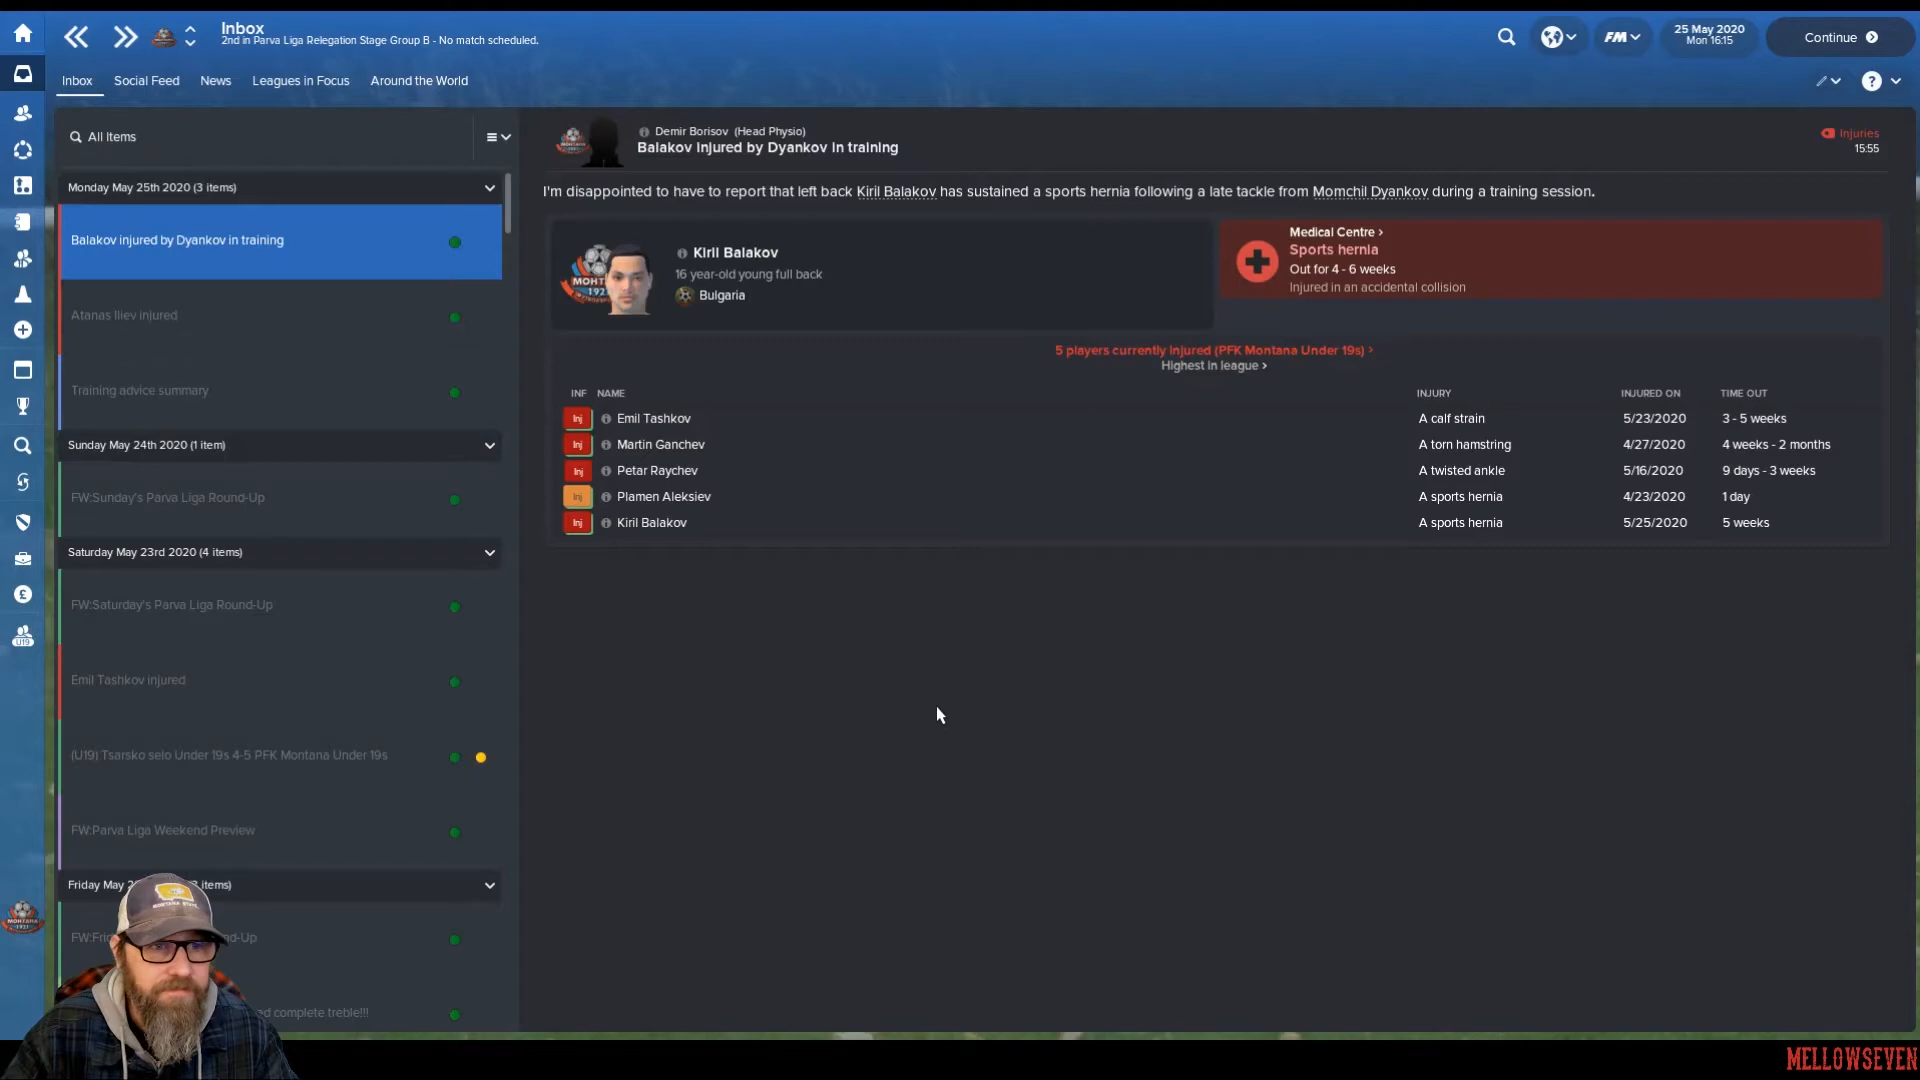 Inbox
2nd in Parva Liga Relegation Stage Group B - No match scheduled.
FM
25 May 2020
Mon 16:15
Continue
Inbox
Social Feed
News
Leagues in Focus
Around the World
All Items
Demir Borisov (Head Physio)
Balakov injured by Dyankov in training
Injuries
15:55
Monday May 25th 2020 (3 items)
Balakov injured by Dyankov in training
Atanas Iliev injured
Training advice summary
Sunday May 24th 2020 (1 item)
FW:Sunday's Parva Liga Round-Up
Saturday May 23rd 2020 (4 items)
FW:Saturday's Parva Liga Round-Up
Emil Tashkov injured
(U19) Tsarsko selo Under 19s 4-5 PFK Montana Under 19s
FW:Parva Liga Weekend Preview
Friday May
items)
complete treble!!!
I'm disappointed to have to report that left back Kiril Balakov has sustained a sports hernia following a late tackle from Momchil Dyankov during a training session.
Kiril Balakov
16 year-old young full back
Bulgaria
Medical Centre >
Sports hernia
Out for 4 - 6 weeks
Injured in an accidental collision
5 players currently injured (PFK Montana Under 19s) >
Highest in league >
INF NAME INJURY INJURED ON TIME OUT
Inj Emil Tashkov A calf strain 5/23/2020 3 - 5 weeks
Inj Martin Ganchev A torn hamstring 4/27/2020 4 weeks - 2 months
Inj Petar Raychev A twisted ankle 5/16/2020 9 days - 3 weeks
Inj Plamen Aleksiev A sports hernia 4/23/2020 1 day
Inj Kiril Balakov A sports hernia 5/25/2020 5 weeks
MELLOWSEVEN